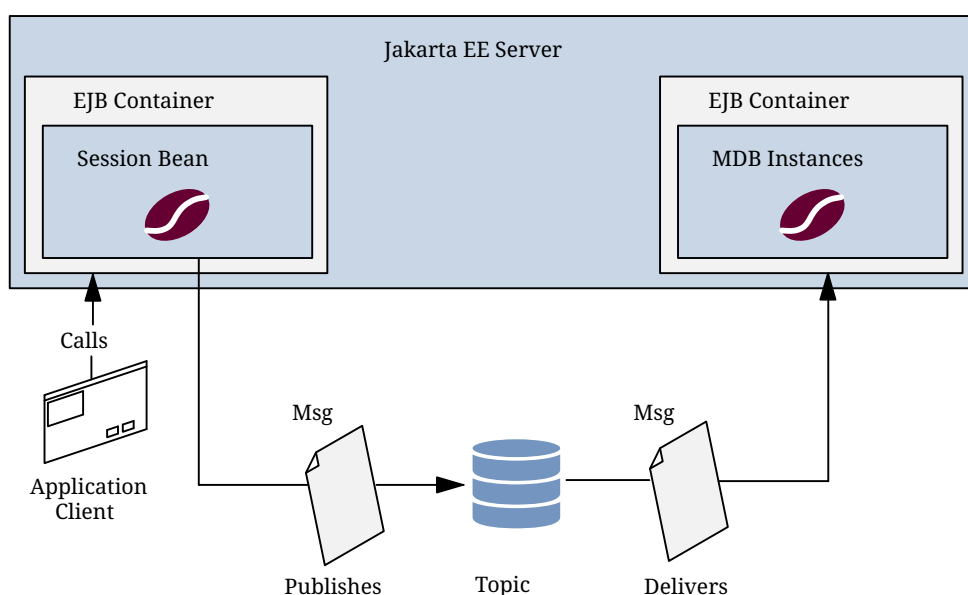 Jakarta EE Server
EJB Container
EJB Container
Session Bean
MDB Instances
Calls
Msg
Msg
Application
Client
Publishes
Topic
Delivers